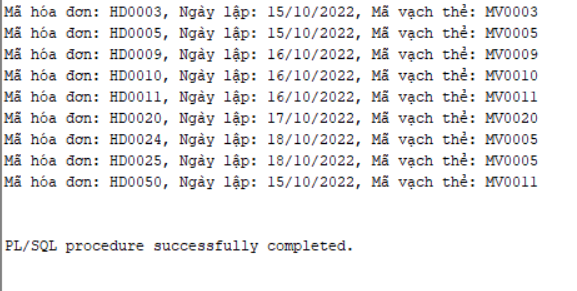 Mã hóa đơn: HD0003, Ngày lập: 15/10/2022, Mã vạch thẻ: MV0003
Mã hóa đơn: HD0005, Ngày lập: 15/10/2022, Mã vạch thẻ: MV0005
Mã hóa đơn: HD0009, Ngày lập: 16/10/2022, Mã vạch thẻ: MV0009
Mã hóa đơn: HD0010, Ngày lập: 16/10/2022, Mã vạch thẻ: MV0010
Mã hóa đơn: HD0011, Ngày lập: 16/10/2022, Mã vạch thẻ: MV0011
Mã hóa đơn: HD0020, Ngày lập: 17/10/2022, Mã vạch thẻ: MV0020
Mã hóa đơn: HD0024, Ngày lập: 18/10/2022, Mã vạch thẻ: MV0005
Mã hóa đơn: HD0025, Ngày lập: 18/10/2022, Mã vạch thẻ: MV0005
Mã hóa đơn: HD0050, Ngày lập: 15/10/2022, Mã vạch thẻ: MV0011
PL/SQL procedure successfully completed.